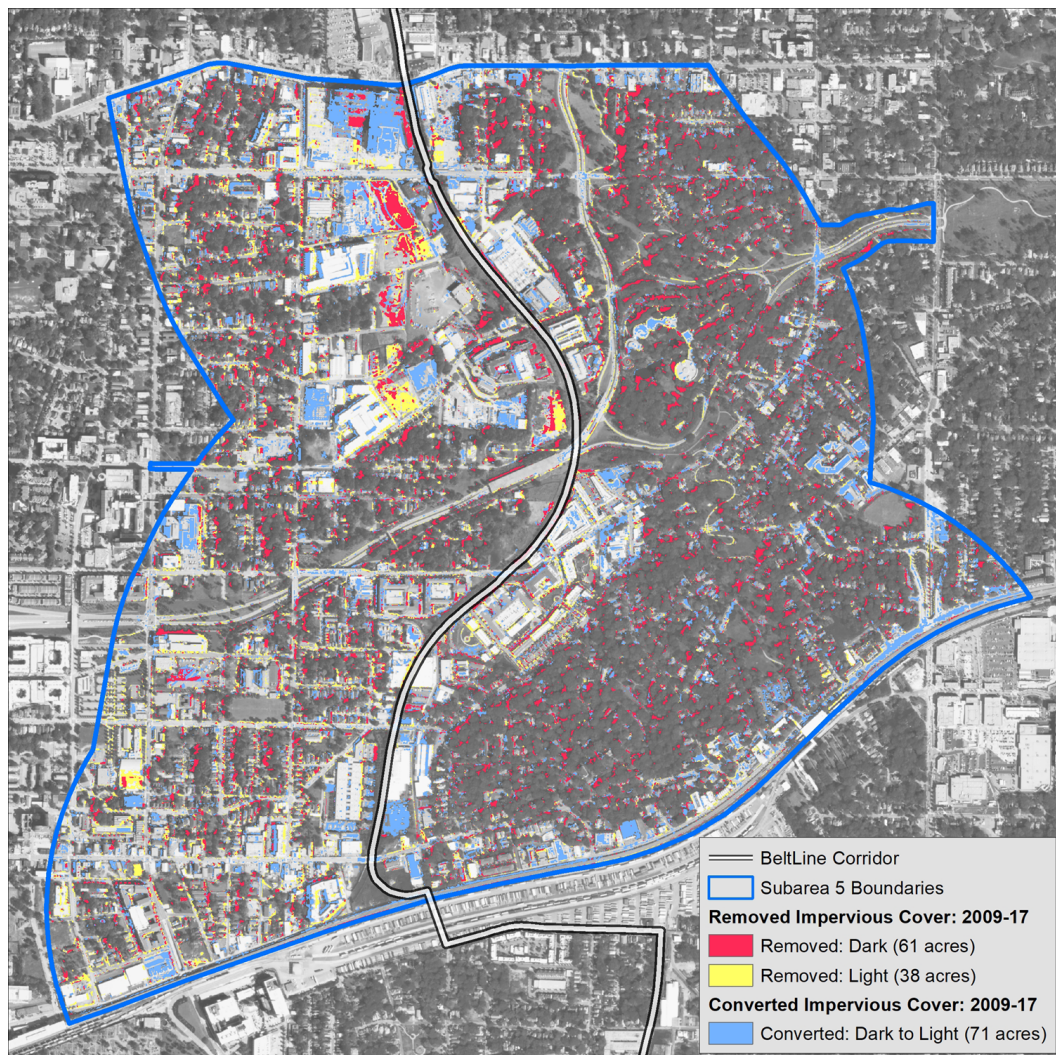 BeltLine Corridor
Subarea 5 Boundaries
Removed Impervious Cover: 2009-17
Removed: Dark (61 acres)
Removed: Light (38 acres)
Converted Impervious Cover: 2009-17
Converted: Dark to Light (71 acres)